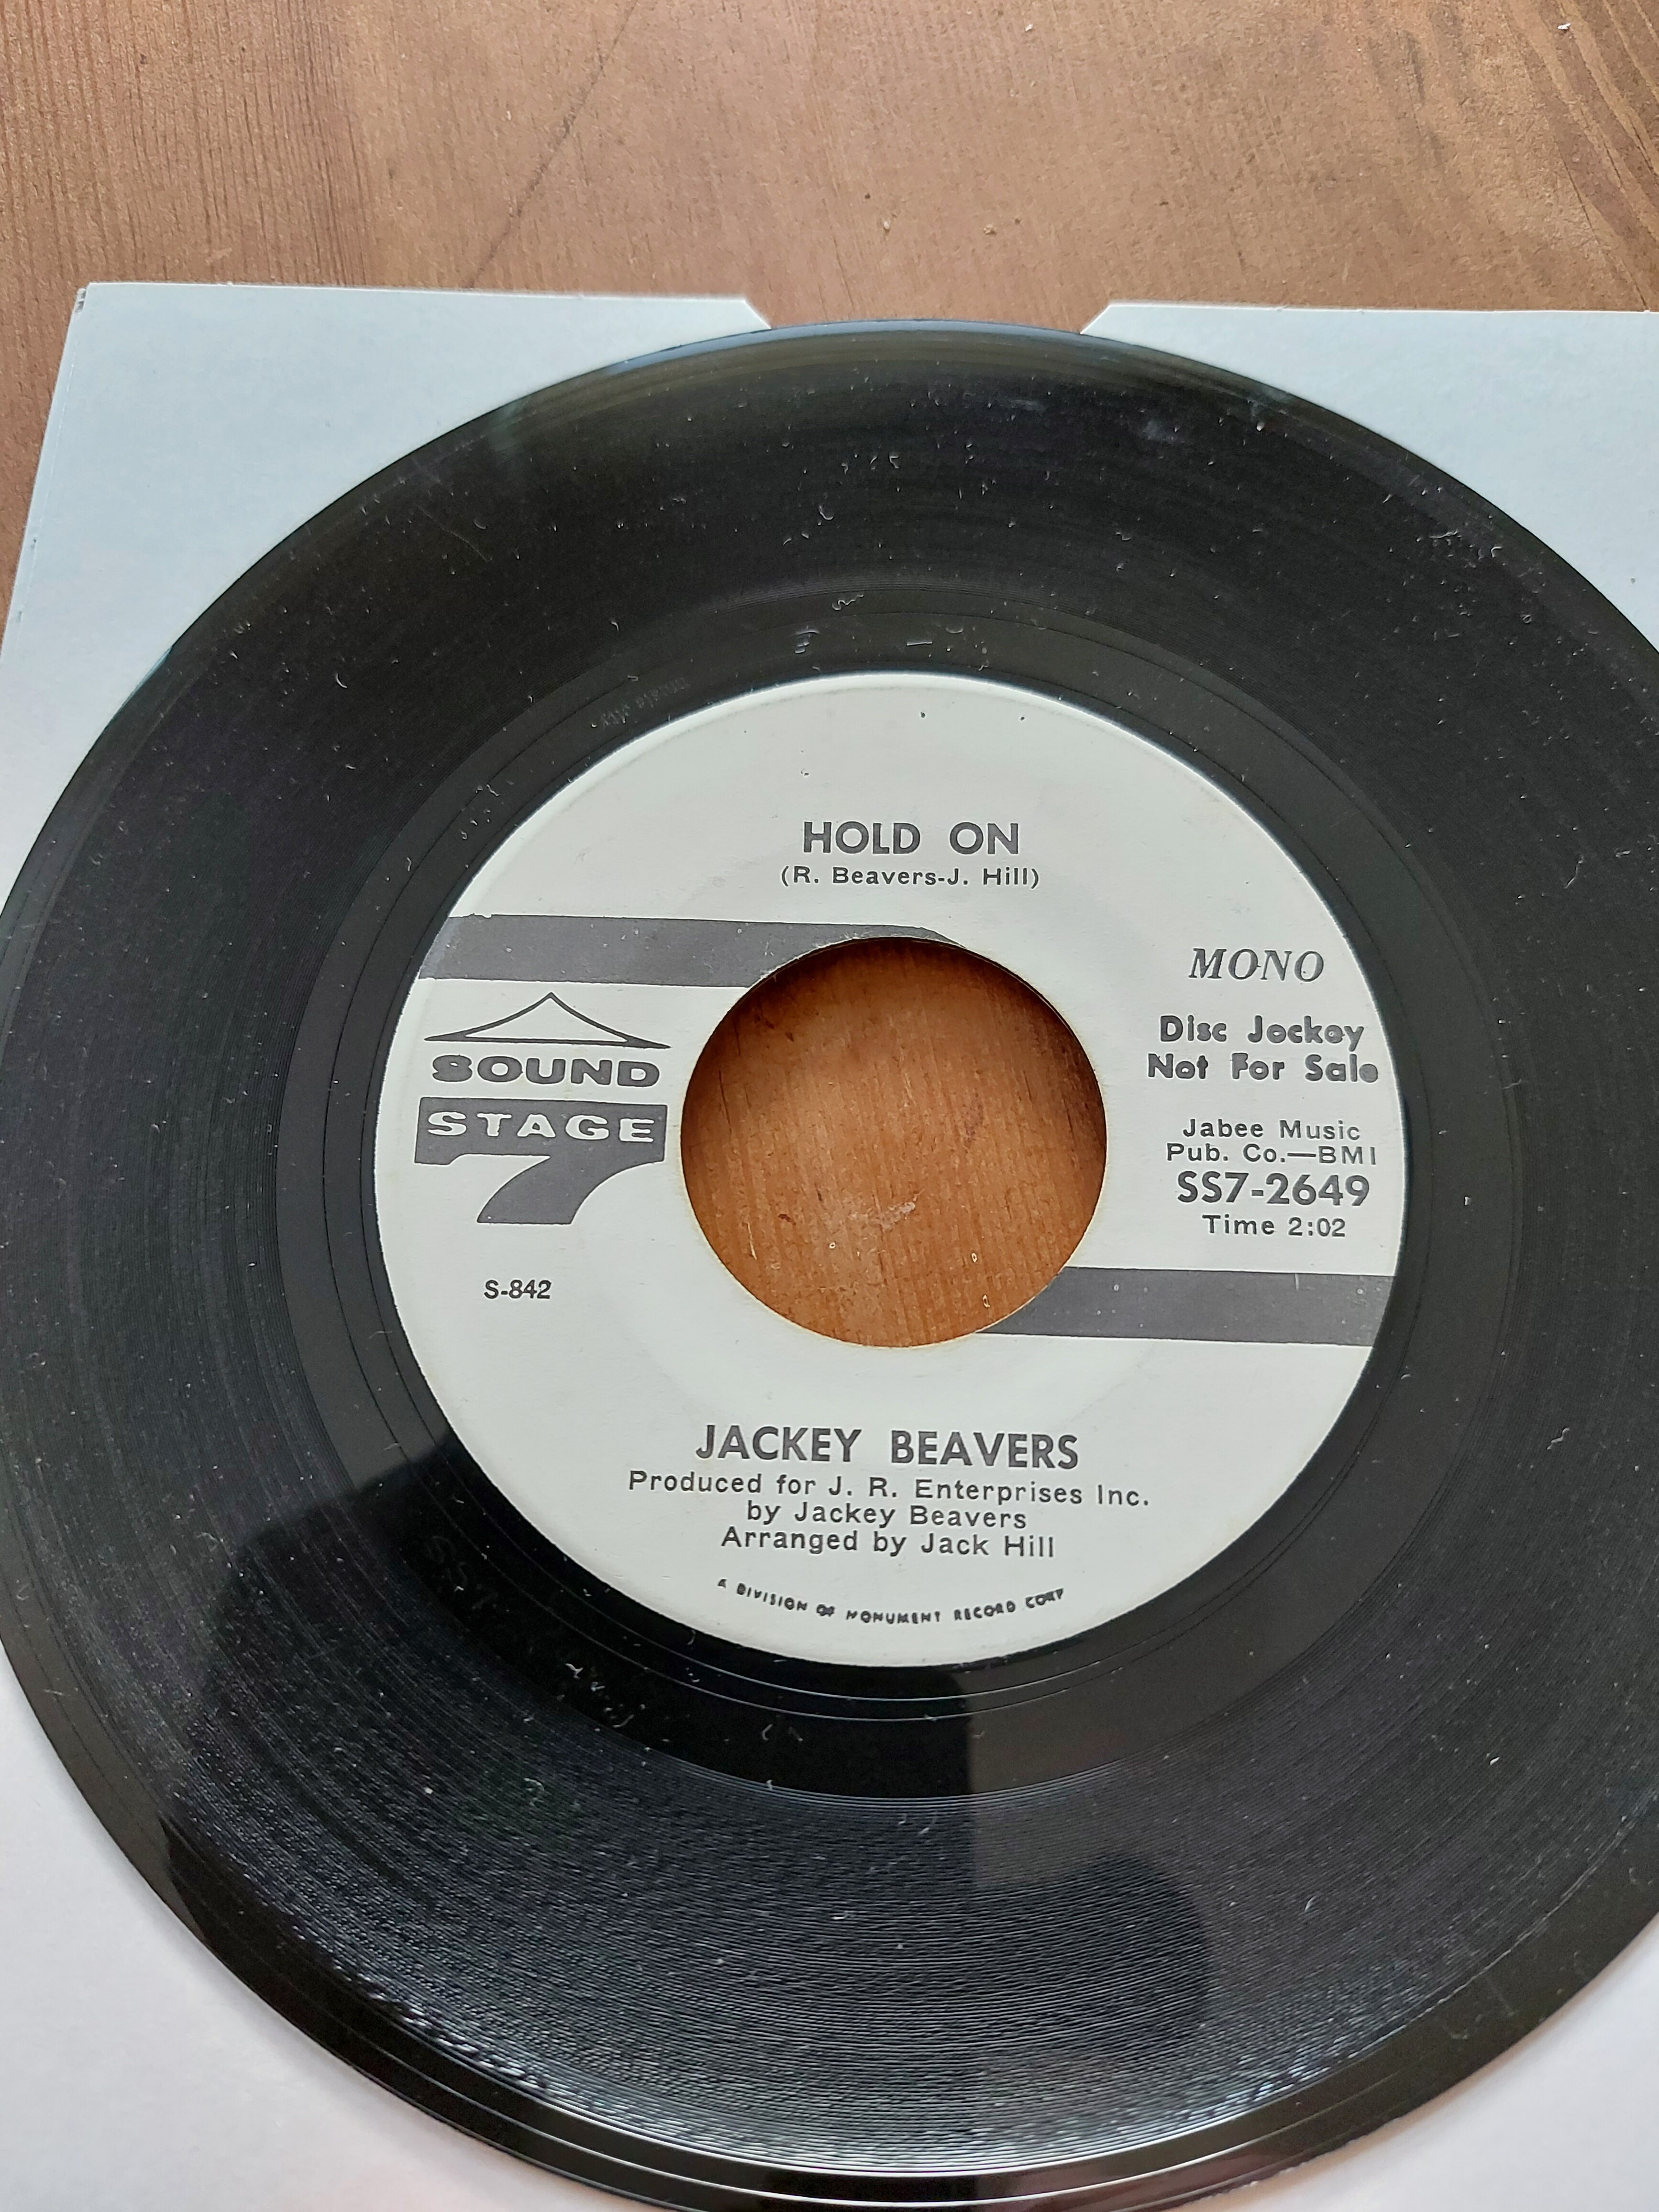 HOLD ON
(R. Beavers-J. Hill)
SOUND
STAGE
7
S-842
MONO
Disc Jockey
Not For Sale
Jabee Music
Pub. Co.—BMI
SS7-2649
Time 2:02
JACKEY BEAVERS
Produced for J. R. Enterprises Inc.
by Jackey Beavers
Arranged by Jack Hill
A DIVISION OF MONUMENT RECORD CORP